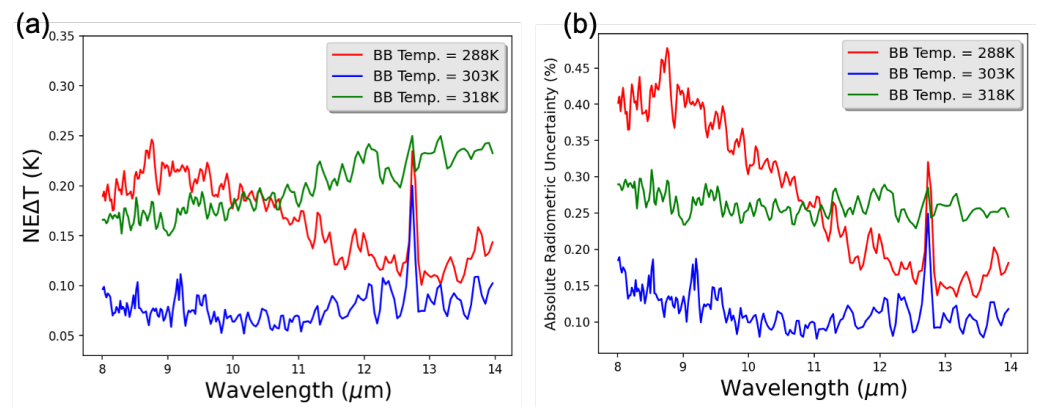 (a)
0.35
0.30
0.25
0.20
0.15
0.10
0.05
NEΔT (K)
BB Temp. = 288K
BB Temp. = 303K
BB Temp. = 318K
8 9 10 11 12 13 14
Wavelength (μm)
(b)
0.45
0.40
0.35
0.30
0.25
0.20
0.15
0.10
Absolute Radiometric Uncertainty (%)
BB Temp. = 288K
BB Temp. = 303K
BB Temp. = 318K
8 9 10 11 12 13 14
Wavelength (μm)